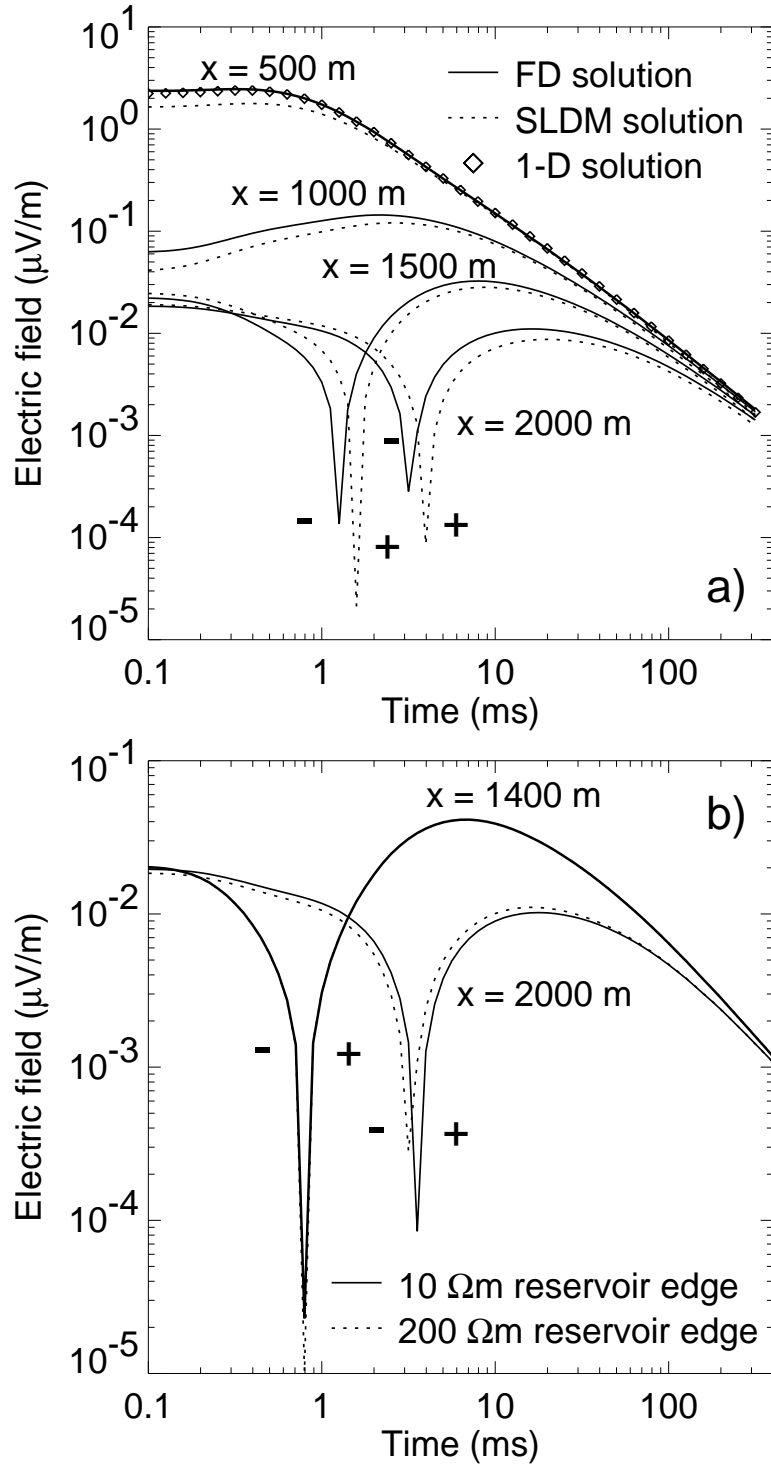 10^1
10^0
10^-1
10^-2
10^-3
10^-4
10^-5
Electric field (μV/m)
x = 500 m
FD solution
SLDM solution
1-D solution
x = 1000 m
x = 1500 m
x = 2000 m
-
-
+
+
a)
0.1 1 10 100
Time (ms)
10^-1
10^-2
10^-3
10^-4
10^-5
Electric field (μV/m)
x = 1400 m
b)
x = 2000 m
- +
- +
10 Ωm reservoir edge
200 Ωm reservoir edge
0.1 1 10 100
Time (ms)